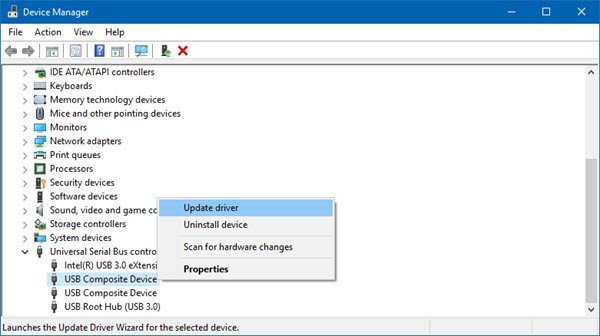 Device Manager
File Action View Help
IDE ATA/ATAPI controllers
Keyboards
Memory technology devices
Mice and other pointing devices
Monitors
Network adapters
Print queues
Processors
Security devices
Software devices
Sound, video and game co
Storage controllers
System devices
Universal Serial Bus contro
Intel(R) USB 3.0 eXtensi
USB Composite Device
USB Composite Device
USB Root Hub (USB 3.0)
Update driver
Uninstall device
Scan for hardware changes
Properties
Launches the Update Driver Wizard for the selected device.